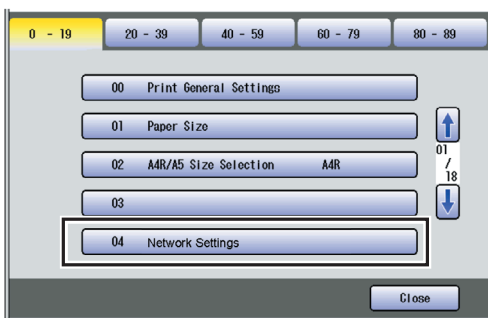 0 - 19 20 - 39 40 - 59 60 - 79 80 - 89
00 Print General Settings
01 Paper Size
02 A4R/A5 Size Selection A4R
03
04 Network Settings
01
/
18
Close